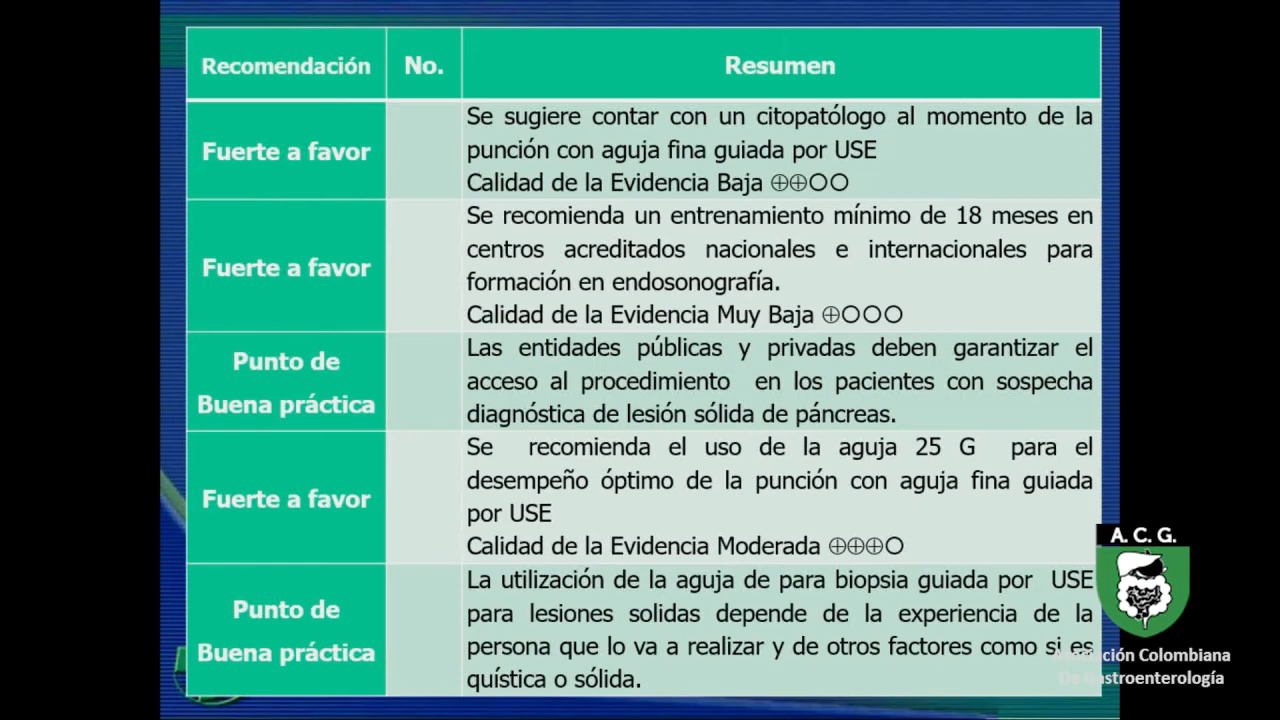 Recomendación No. Resumen
Fuerte a favor
Se sugiere contar con un citopatólogo al momento de la
punción con aguja fina guiada por USE
Calidad de la Evidencia Baja ⊕⊕〇〇
Fuerte a favor
Se recomienda un entrenamiento mínimo de 18 meses en
centros acreditados nacionales e internacionales para
formación en endosonografía.
Calidad de la Evidencia Muy Baja ⊕〇〇〇
Punto de
Buena práctica
Las entidades públicas y privadas deben garantizar el
acceso al procedimiento en los pacientes con sospecha
diagnóstica de lesión sólida de páncreas.
Fuerte a favor
Se recomienda el uso de la aguja 25 G para el
desempeño óptimo de la punción con aguja fina guiada
por USE
Calidad de la Evidencia Moderada ⊕⊕⊕〇
Punto de
Buena práctica
La utilización de la aguja de para biopsia guiada por USE
para lesiones solidas depende de la experiencia de la
persona que lo va a realizar y de otros factores como si es
quística o sólida.
A. C. G.
Colombiana
De Gastroenterología